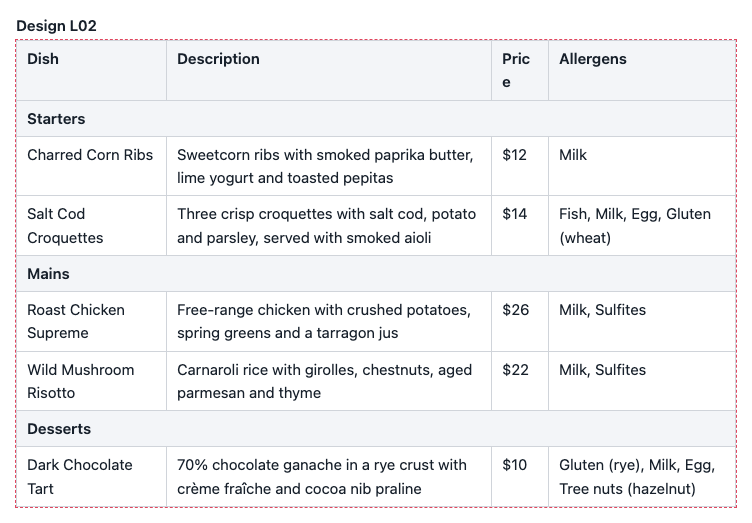 Design L02
Dish Description Price Allergens
Starters
Charred Corn Ribs Sweetcorn ribs with smoked paprika butter, $12 Milk
lime yogurt and toasted pepitas
Salt Cod Three crisp croquettes with salt cod, potato $14 Fish, Milk, Egg, Gluten
Croquettes and parsley, served with smoked aioli (wheat)
Mains
Roast Chicken Free-range chicken with crushed potatoes, $26 Milk, Sulfites
Supreme spring greens and a tarragon jus
Wild Mushroom Carnaroli rice with girolles, chestnuts, aged $22 Milk, Sulfites
Risotto parmesan and thyme
Desserts
Dark Chocolate 70% chocolate ganache in a rye crust with $10 Gluten (rye), Milk, Egg,
Tart crème fraîche and cocoa nib praline Tree nuts (hazelnut)